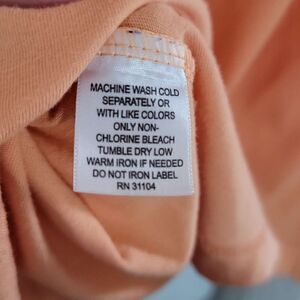 MACHINE WASH COLD
SEPARATELY OR
WITH LIKE COLORS
ONLY NON-
CHLORINE BLEACH
TUMBLE DRY LOW
WARM IRON IF NEEDED
DO NOT IRON LABEL
RN 31104